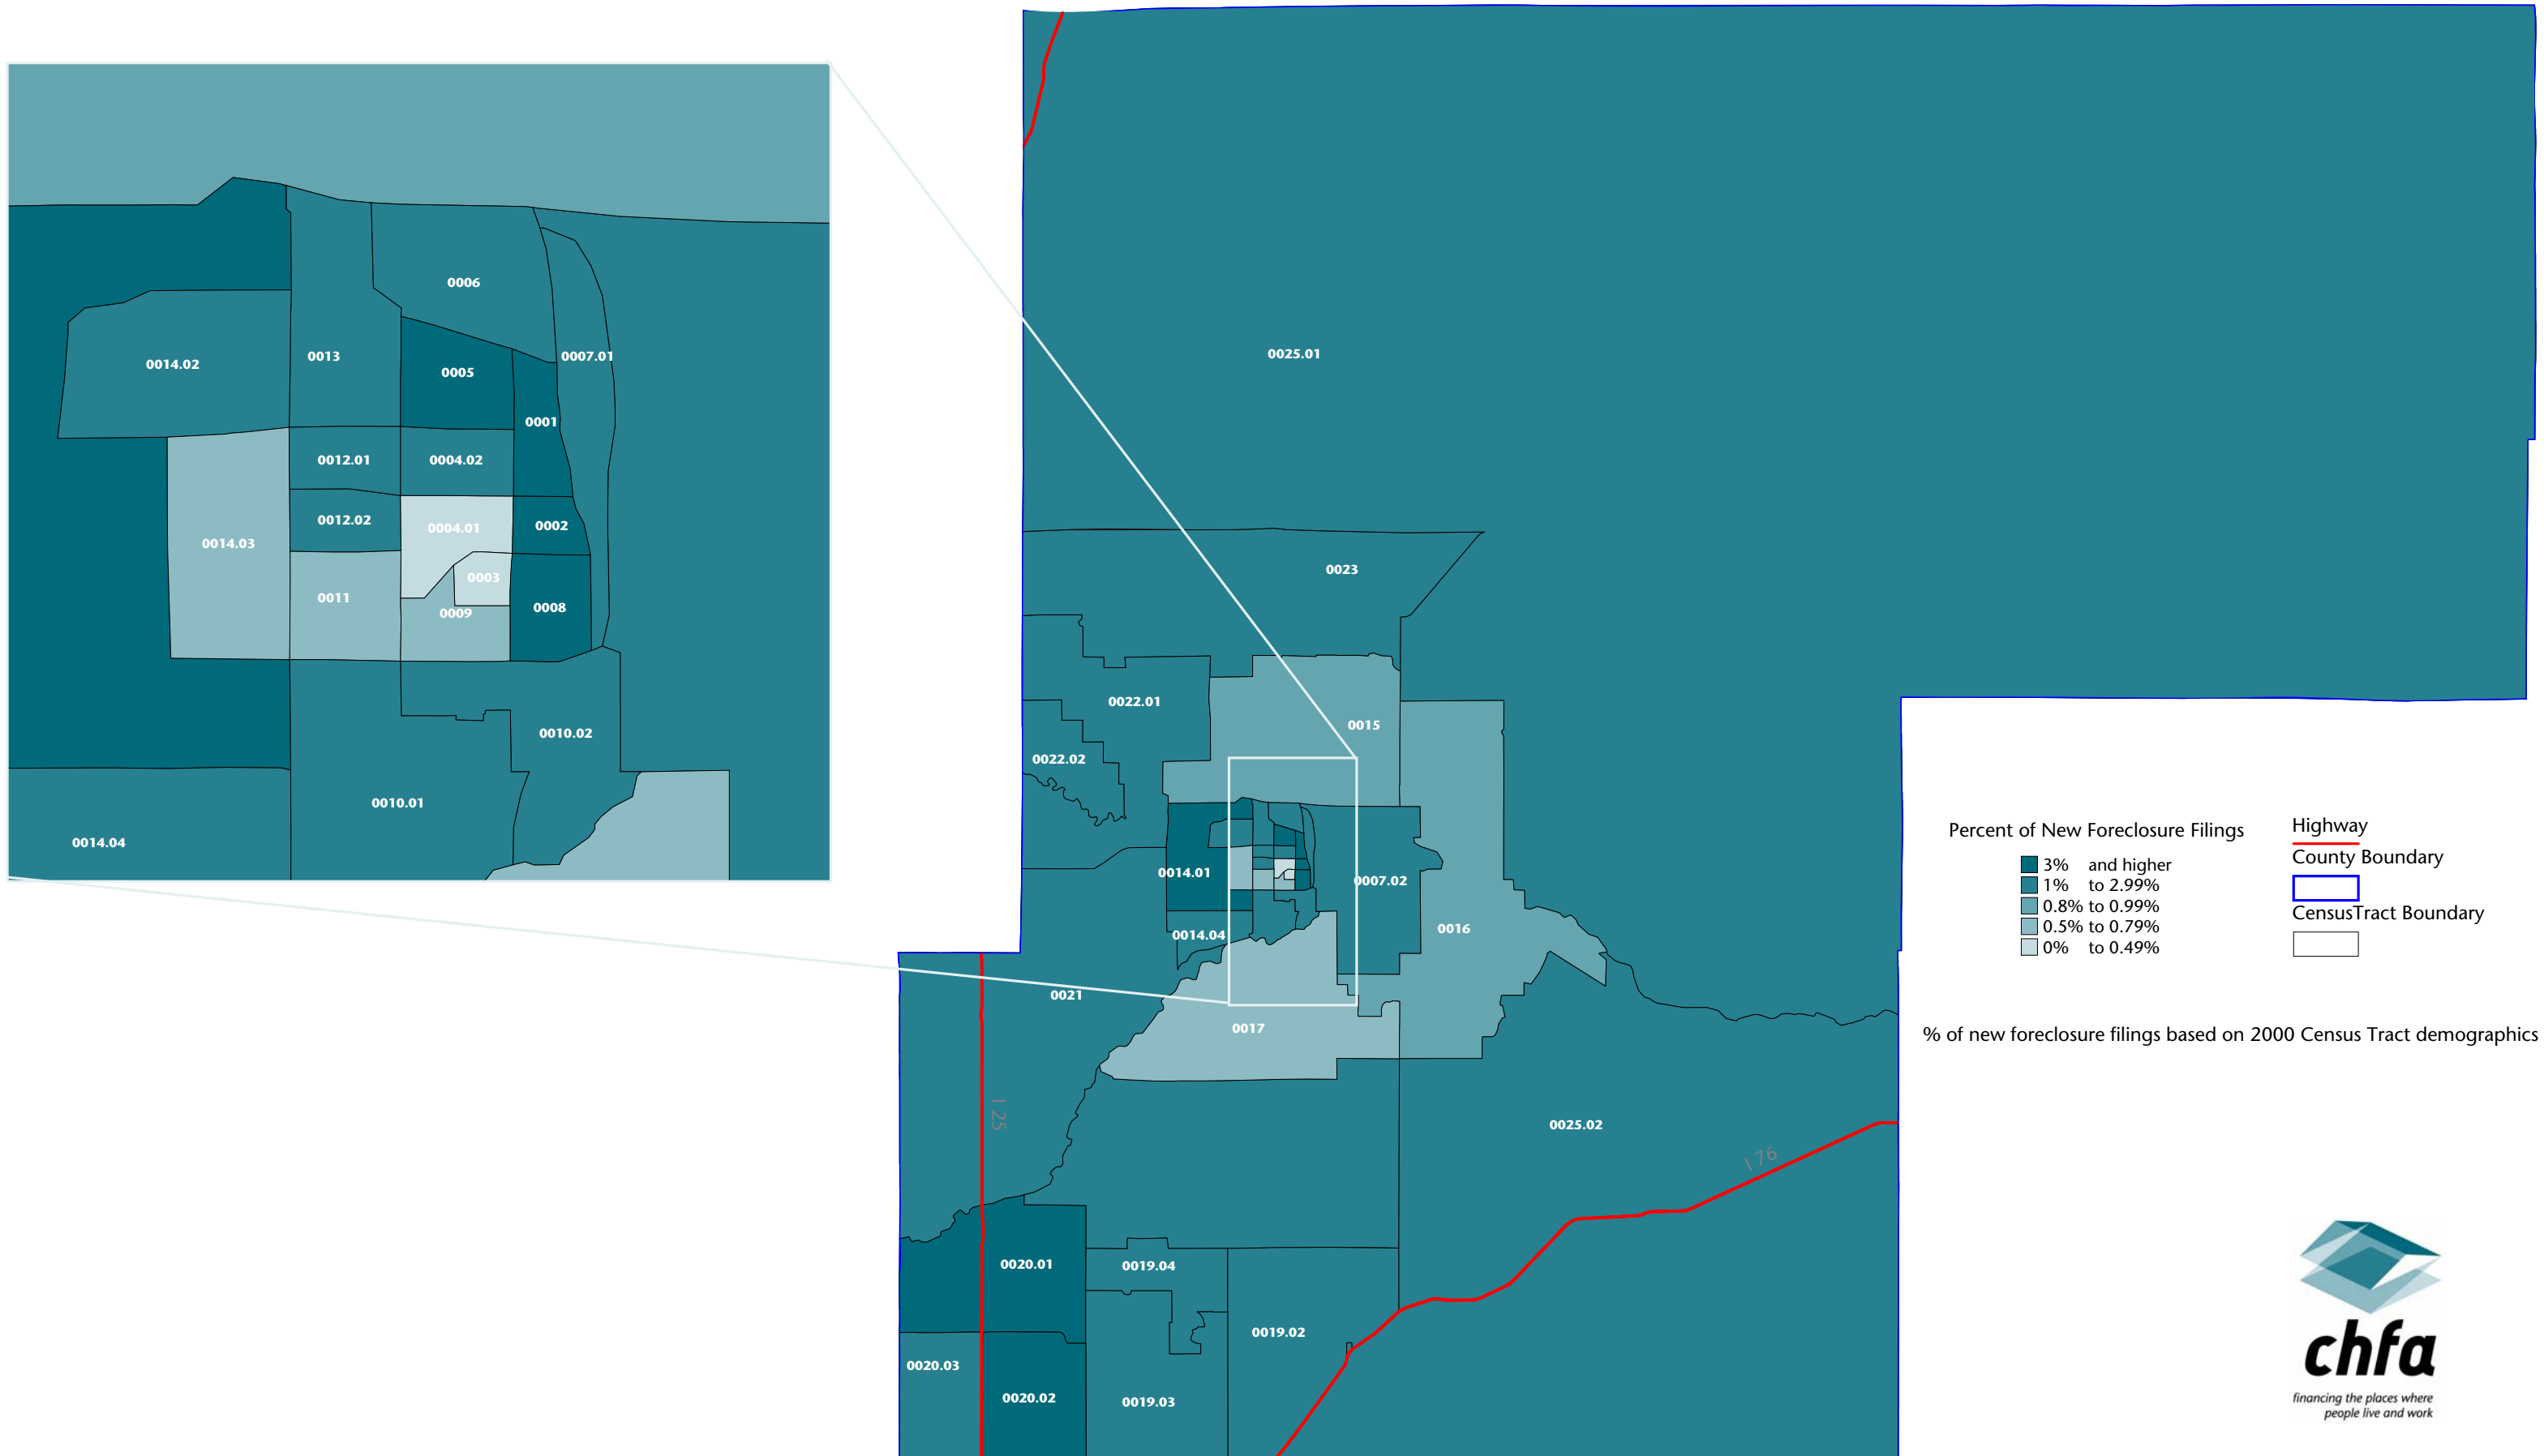 0006
0014.02
0013
0007.01
0005
0001
0012.01
0004.02
0012.02
0004.01
0002
0014.03
0003
0011
0009
0008
0010.02
0010.01
0014.04
0025.01
0023
0022.01
0015
0022.02
0014.01
0007.02
0014.04
0016
0021
0017
I 25
0025.02
I 76
0020.01
0019.04
0019.02
0020.03
0020.02
0019.03
Percent of New Foreclosure Filings
3% and higher
1% to 2.99%
0.8% to 0.99%
0.5% to 0.79%
0% to 0.49%
Highway
County Boundary
CensusTract Boundary
% of new foreclosure filings based on 2000 Census Tract demographics
chfa
financing the places where
people live and work